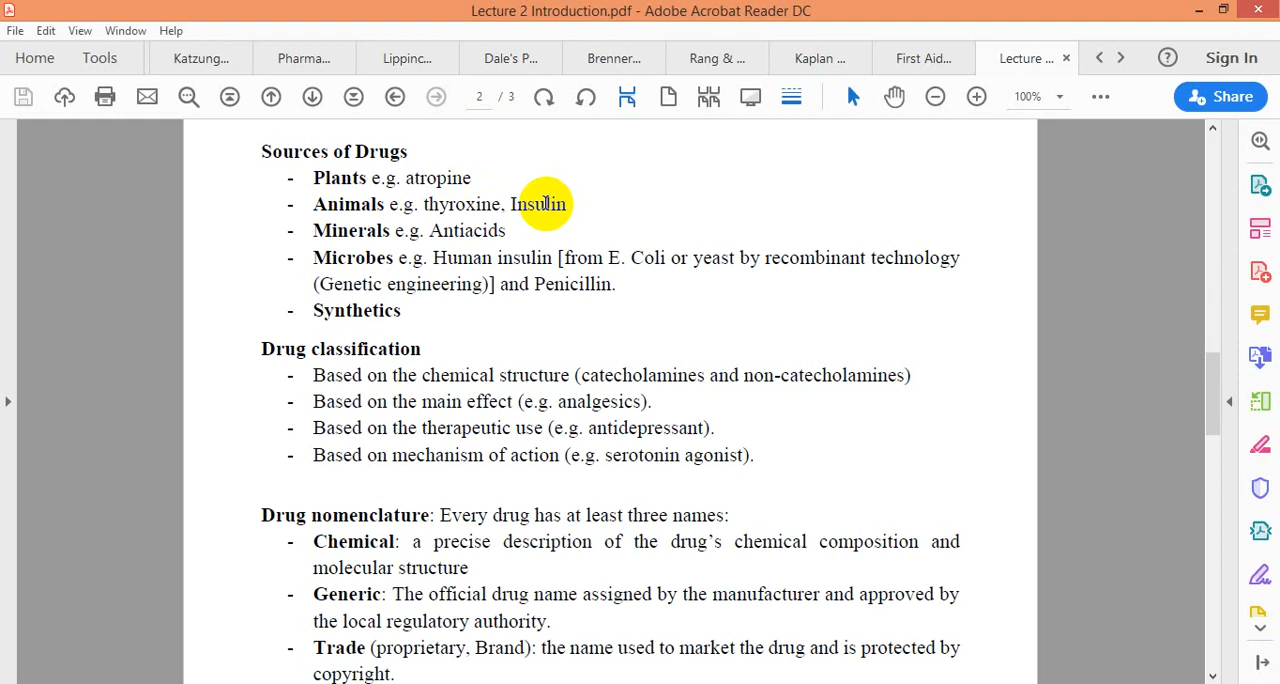 Lecture 2 Introduction.pdf - Adobe Acrobat Reader DC
File Edit View Window Help
Home Tools Katzung... Pharma... Lippinc... Dale's P... Brenner... Rang & ... Kaplan ... First Aid... Lecture ... × ? Sign In
2 / 3 100% Share
Sources of Drugs
- Plants e.g. atropine
- Animals e.g. thyroxine, Insulin
- Minerals e.g. Antiacids
- Microbes e.g. Human insulin [from E. Coli or yeast by recombinant technology
(Genetic engineering)] and Penicillin.
- Synthetics
Drug classification
- Based on the chemical structure (catecholamines and non-catecholamines)
- Based on the main effect (e.g. analgesics).
- Based on the therapeutic use (e.g. antidepressant).
- Based on mechanism of action (e.g. serotonin agonist).
Drug nomenclature: Every drug has at least three names:
- Chemical: a precise description of the drug's chemical composition and
molecular structure
- Generic: The official drug name assigned by the manufacturer and approved by
the local regulatory authority.
- Trade (proprietary, Brand): the name used to market the drug and is protected by
copyright.